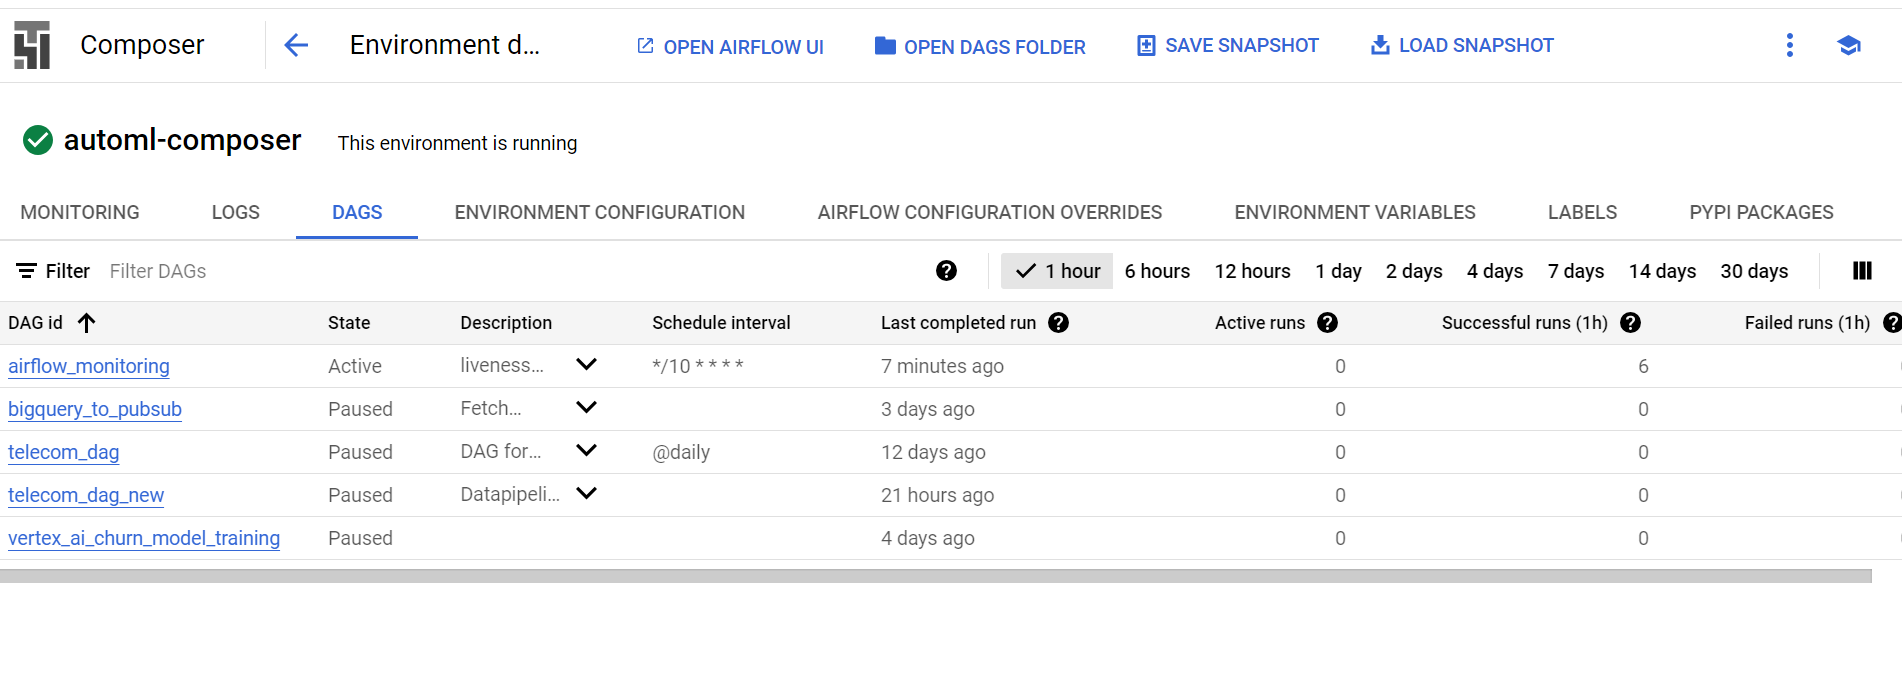 Composer Environment d... OPEN AIRFLOW UI OPEN DAGS FOLDER SAVE SNAPSHOT LOAD SNAPSHOT
automl-composer This environment is running
MONITORING LOGS DAGS ENVIRONMENT CONFIGURATION AIRFLOW CONFIGURATION OVERRIDES ENVIRONMENT VARIABLES LABELS PYPI PACKAGES
Filter Filter DAGs 1 hour 6 hours 12 hours 1 day 2 days 4 days 7 days 14 days 30 days
DAG id State Description Schedule interval Last completed run Active runs Successful runs (1h) Failed runs (1h)
airflow_monitoring Active liveness... */10 * * * * 7 minutes ago 0 6
bigquery_to_pubsub Paused Fetch... 3 days ago 0 0
telecom_dag Paused DAG for... @daily 12 days ago 0 0
telecom_dag_new Paused Datapipeli... 21 hours ago 0 0
vertex_ai_churn_model_training Paused 4 days ago 0 0